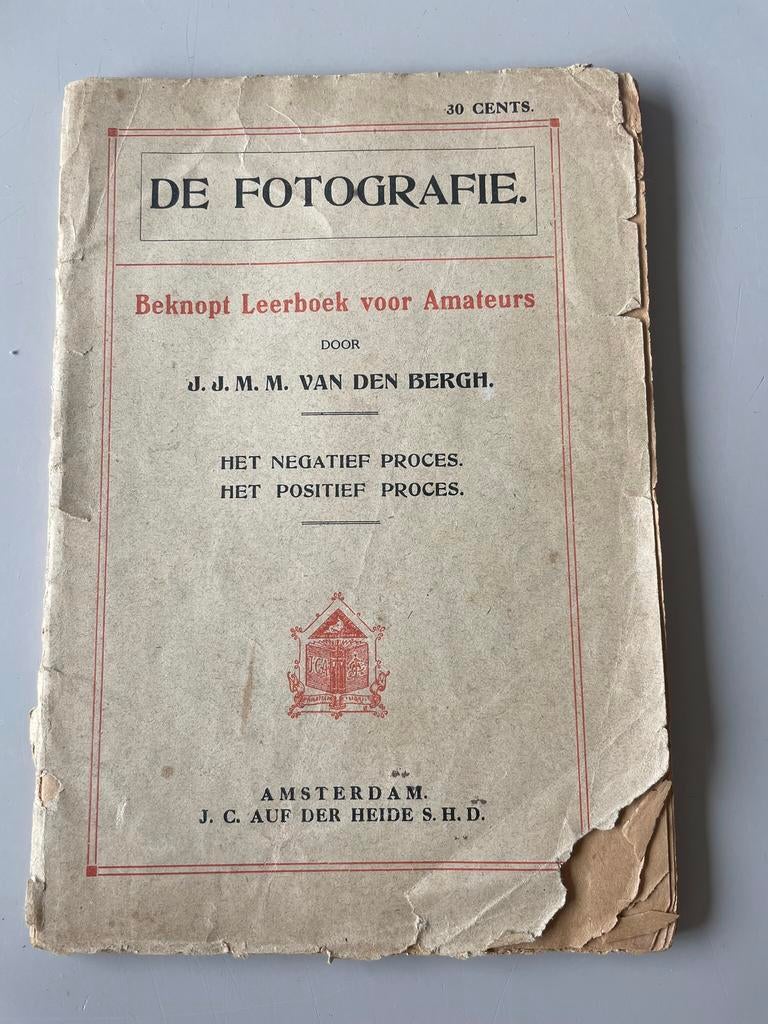 30 CENTS.
DE FOTOGRAFIE.
Beknopt Leerboek voor Amateurs
DOOR
J. J. M. M. VAN DEN BERGH.
HET NEGATIEF PROCES.
HET POSITIEF PROCES.
AMSTERDAM.
J. C. AUF DER HEIDE S. H. D.